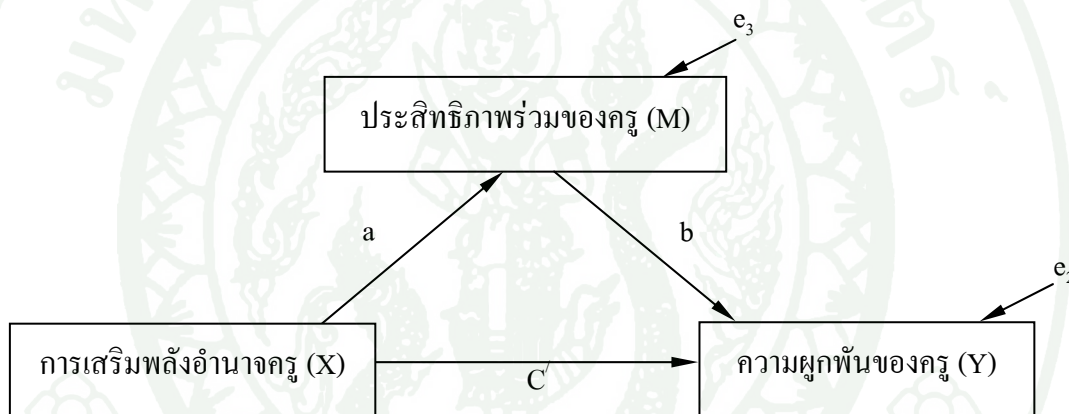 e₃
ประสิทธิภาพร่วมของครู (M)
a
b
e₂
การเสริมพลังอำนาจครู (X)
C′
ความผูกพันของครู (Y)